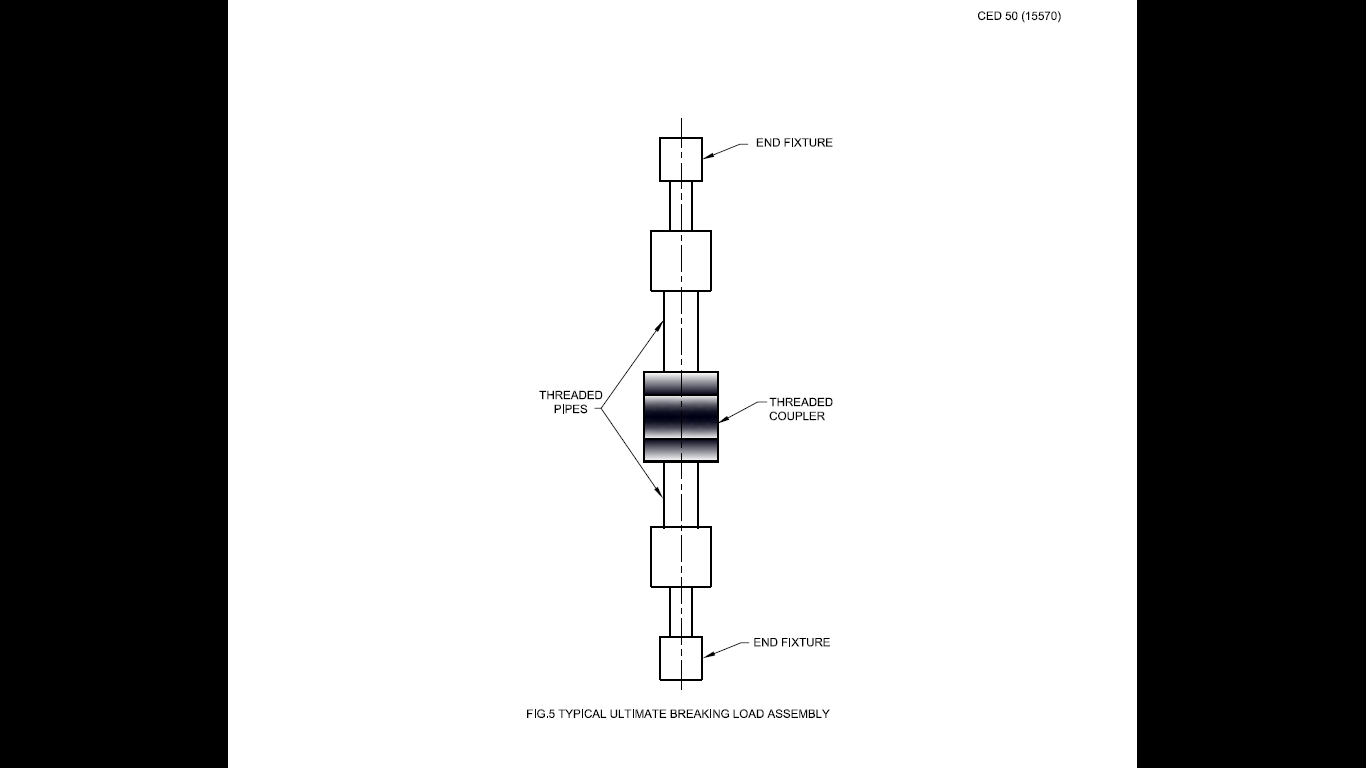 CED 50 (15570)
END FIXTURE
THREADED
PIPES
THREADED
COUPLER
END FIXTURE
FIG.5 TYPICAL ULTIMATE BREAKING LOAD ASSEMBLY